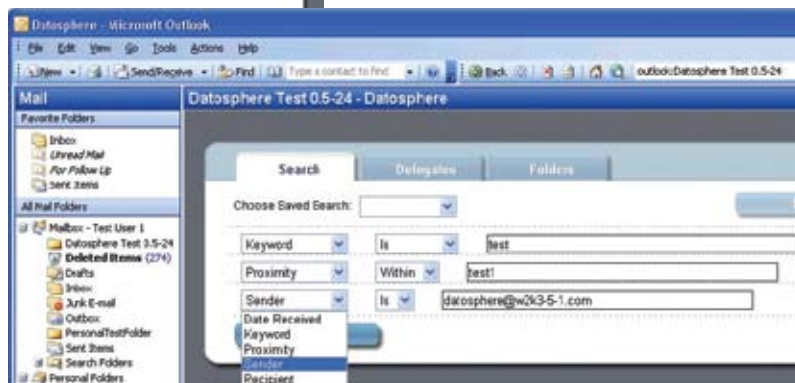 Datosphere - Microsoft Outlook
File Edit View Go Tools Actions Help
New Send/Receive Find Type a contact to find Back outlook:Datosphere Test 0.5-24
Mail
Datosphere Test 0.5-24 - Datosphere
Favorite Folders
Inbox
Unread Mail
For Follow Up
Sent Items
Search Delegates Folders
Choose Saved Search:
All Mail Folders
Mailbox - Test User 1
Datosphere Test 3.5-24
Deleted Items (274)
Drafts
Inbox
Junk E-mail
Outbox
PersonalTestFolder
Sent Items
Search Folders
Personal Folders
Keyword Is test
Proximity Within test1
Sender Is datosphere@w2k3-5-1.com
Date Received
Keyword
Proximity
Sender
Recipient